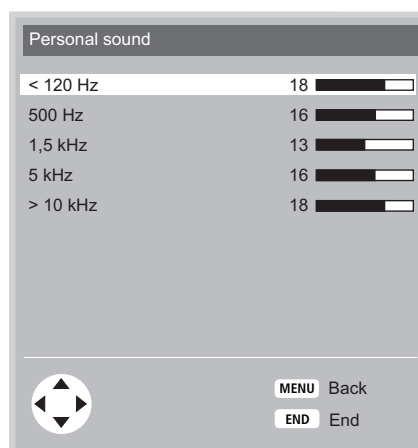 Personal sound
< 120 Hz 18
500 Hz 16
1,5 kHz 13
5 kHz 16
> 10 kHz 18
MENU Back
END End